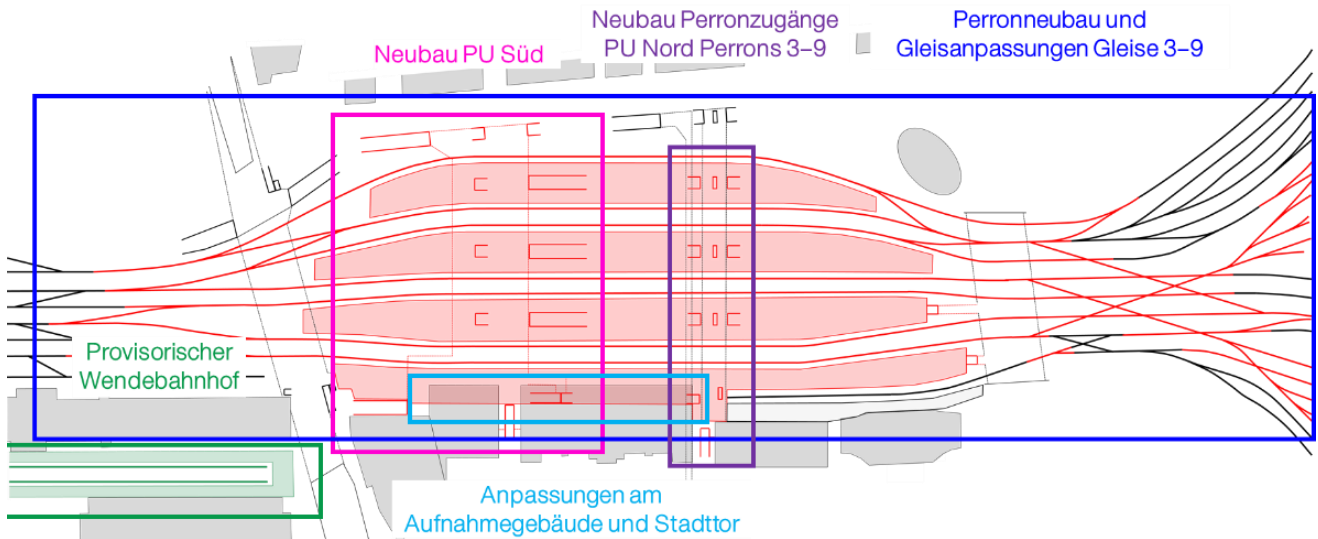 Neubau PU Süd
Neubau Perronzugänge
PU Nord Perrons 3–9
Perronneubau und
Gleisanpassungen Gleise 3–9
Provisorischer
Wendebahnhof
Anpassungen am
Aufnahmegebäude und Stadttor